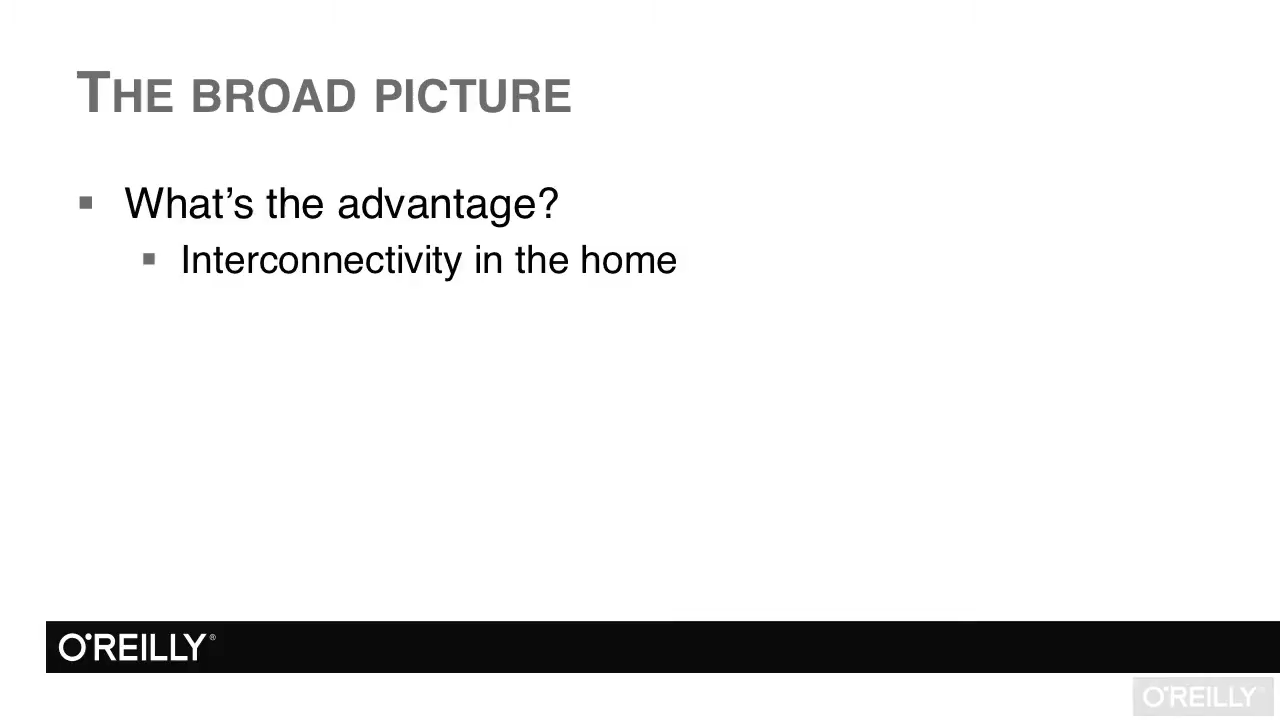 THE BROAD PICTURE
▪ What’s the advantage?
▪ Interconnectivity in the home
O'REILLY®
O'REILLY